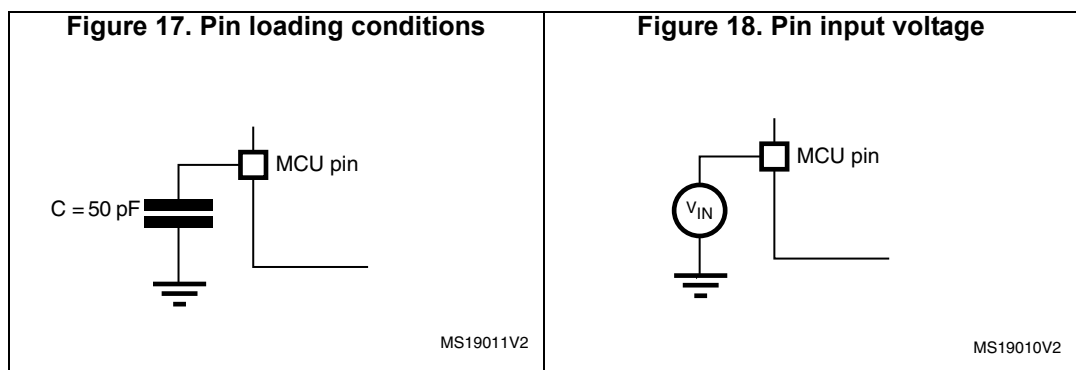 Figure 17. Pin loading conditions
MCU pin
C = 50 pF
MS19011V2
Figure 18. Pin input voltage
MCU pin
VIN
MS19010V2